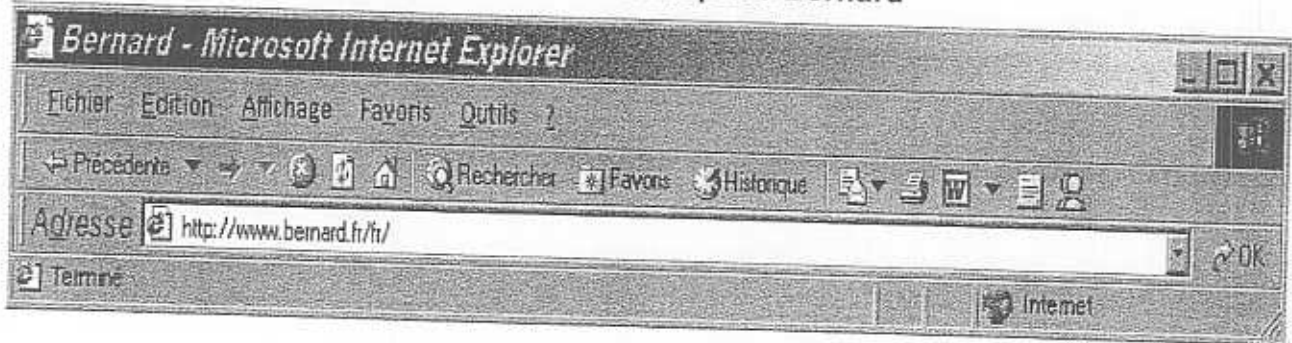 Bernard - Microsoft Internet Explorer
Fichier Edition Affichage Favoris Outils ?
Précédente Rechercher Favoris Historique
Adresse http://www.bernard.fr/fr/ OK
Terminé Internet